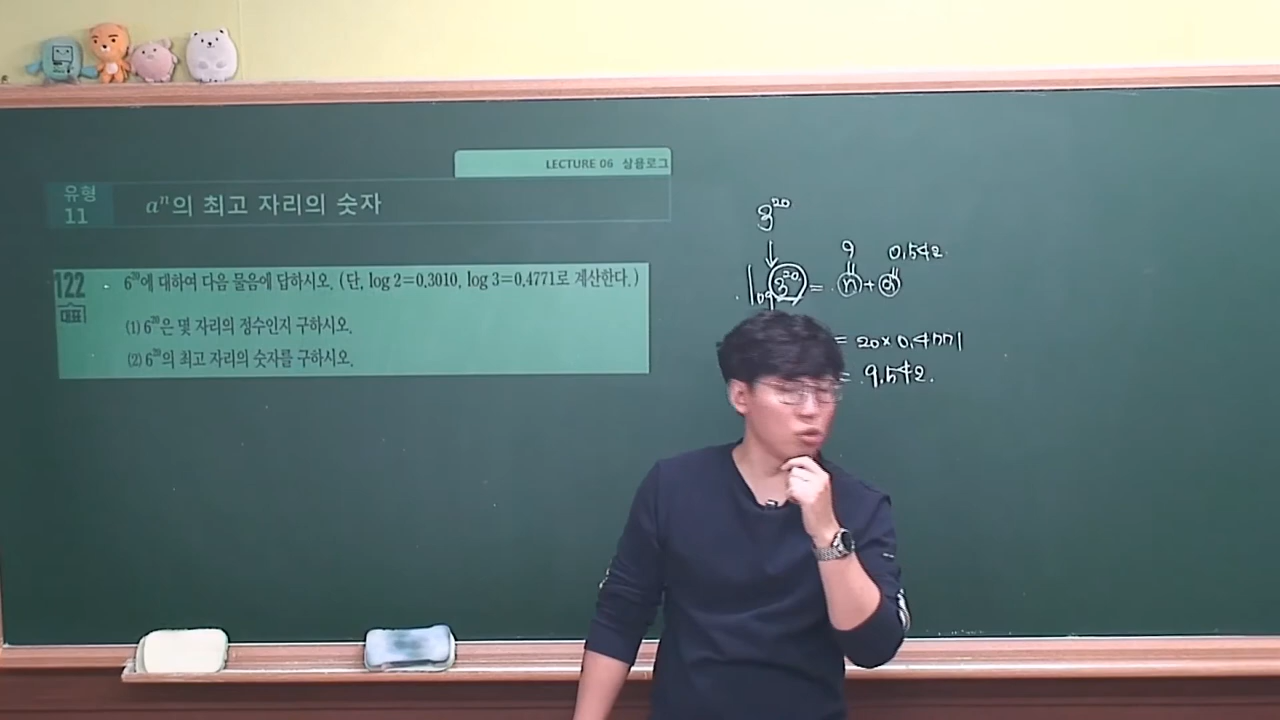 LECTURE 06 상용로그
유형
11
aⁿ의 최고 자리의 숫자
122
대표
6²⁰에 대하여 다음 물음에 답하시오. (단, log 2=0.3010, log 3=0.4771로 계산한다.)
(1) 6²⁰은 몇 자리의 정수인지 구하시오.
(2) 6²⁰의 최고 자리의 숫자를 구하시오.
3²⁰
↓
9 0.542
log 3²⁰ = n + α
= 20 × 0.4771
= 9.542.